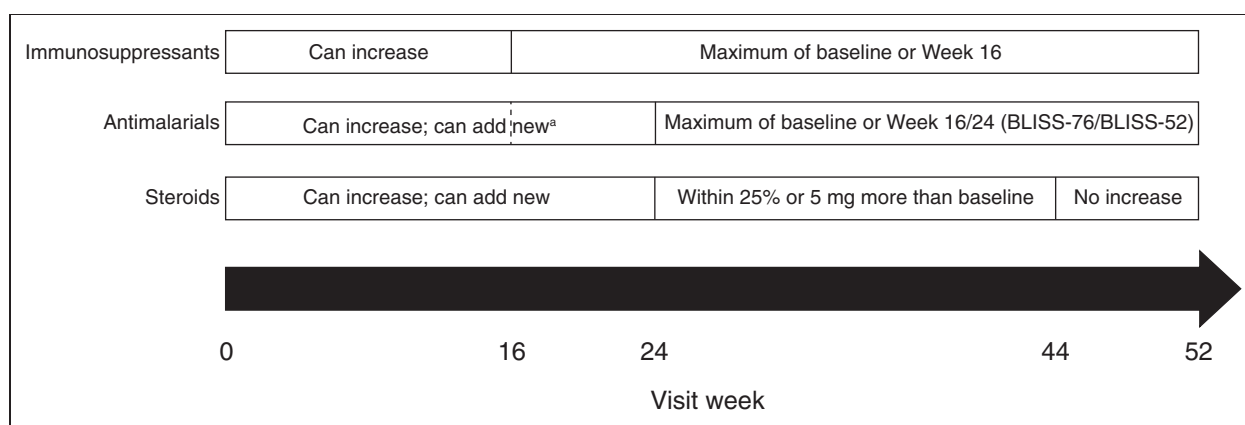 Immunosuppressants Can increase Maximum of baseline or Week 16
Antimalarials Can increase; can add newᵃ Maximum of baseline or Week 16/24 (BLISS-76/BLISS-52)
Steroids Can increase; can add new Within 25% or 5 mg more than baseline No increase
0 16 24 44 52
Visit week